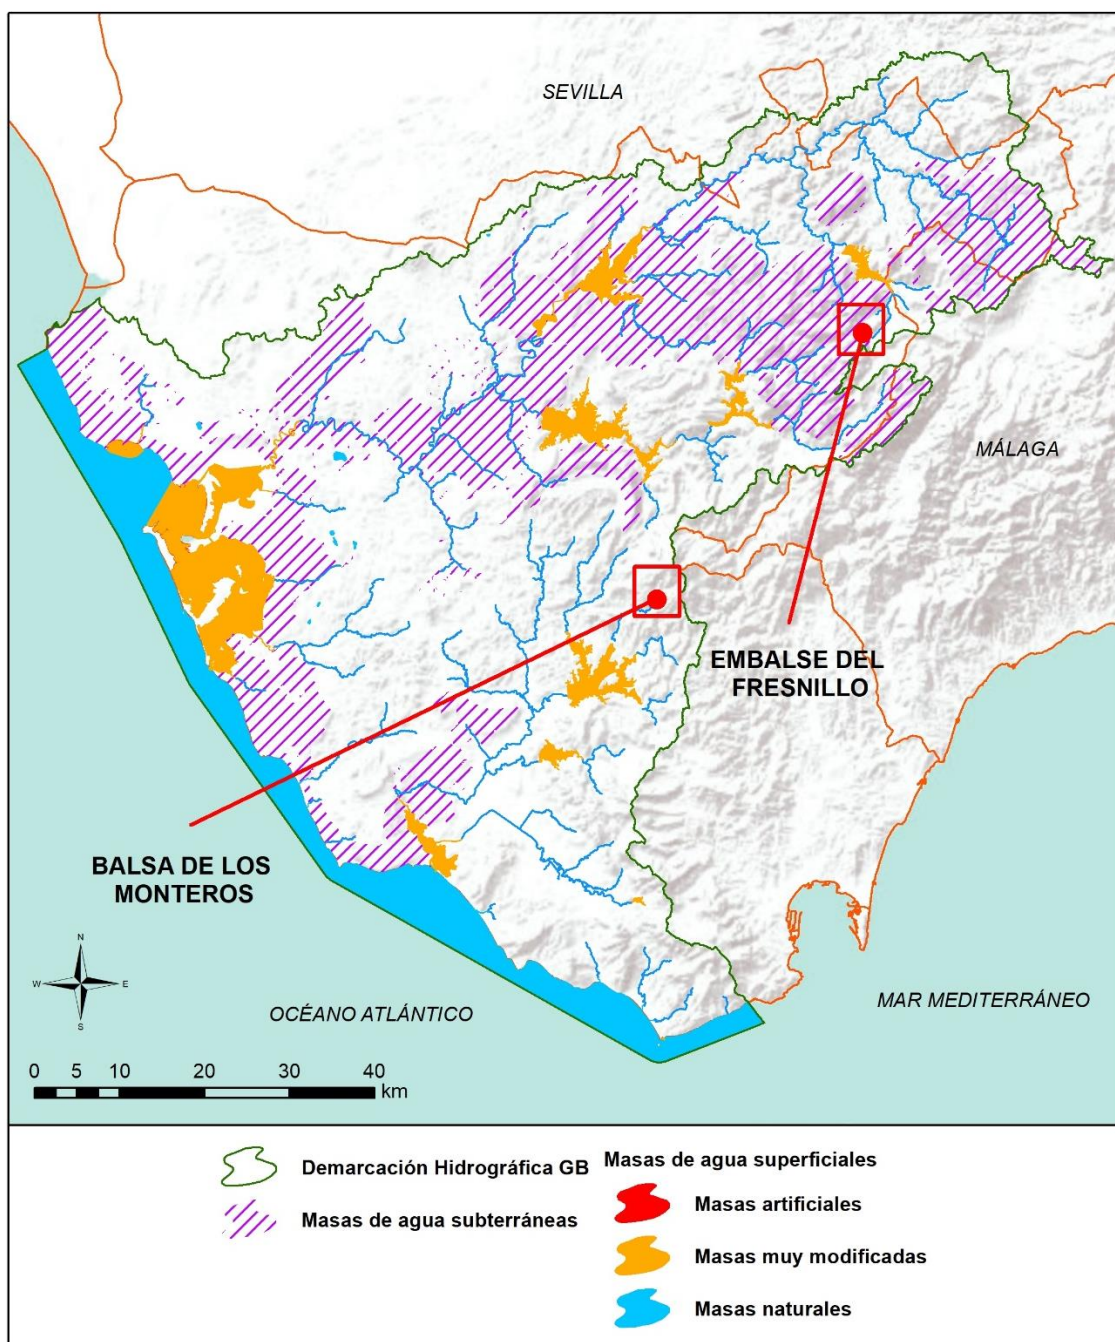 SEVILLA
MÁLAGA
EMBALSE DEL
FRESNILLO
BALSA DE LOS
MONTEROS
N
W
E
S
OCÉANO ATLÁNTICO
MAR MEDITERRÁNEO
0 5 10 20 30 40
km
Demarcación Hidrográfica GB
Masas de agua subterráneas
Masas de agua superficiales
Masas artificiales
Masas muy modificadas
Masas naturales